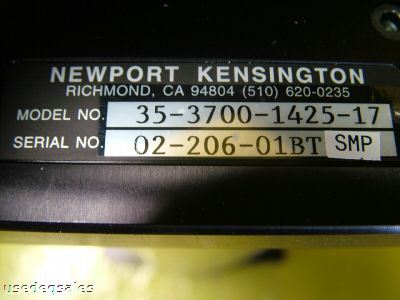 NEWPORT KENSINGTON
RICHMOND, CA 94804 (510) 620-0235
MODEL NO. 35-3700-1425-17
SERIAL NO. 02-206-01BT SMP
usedeqsales